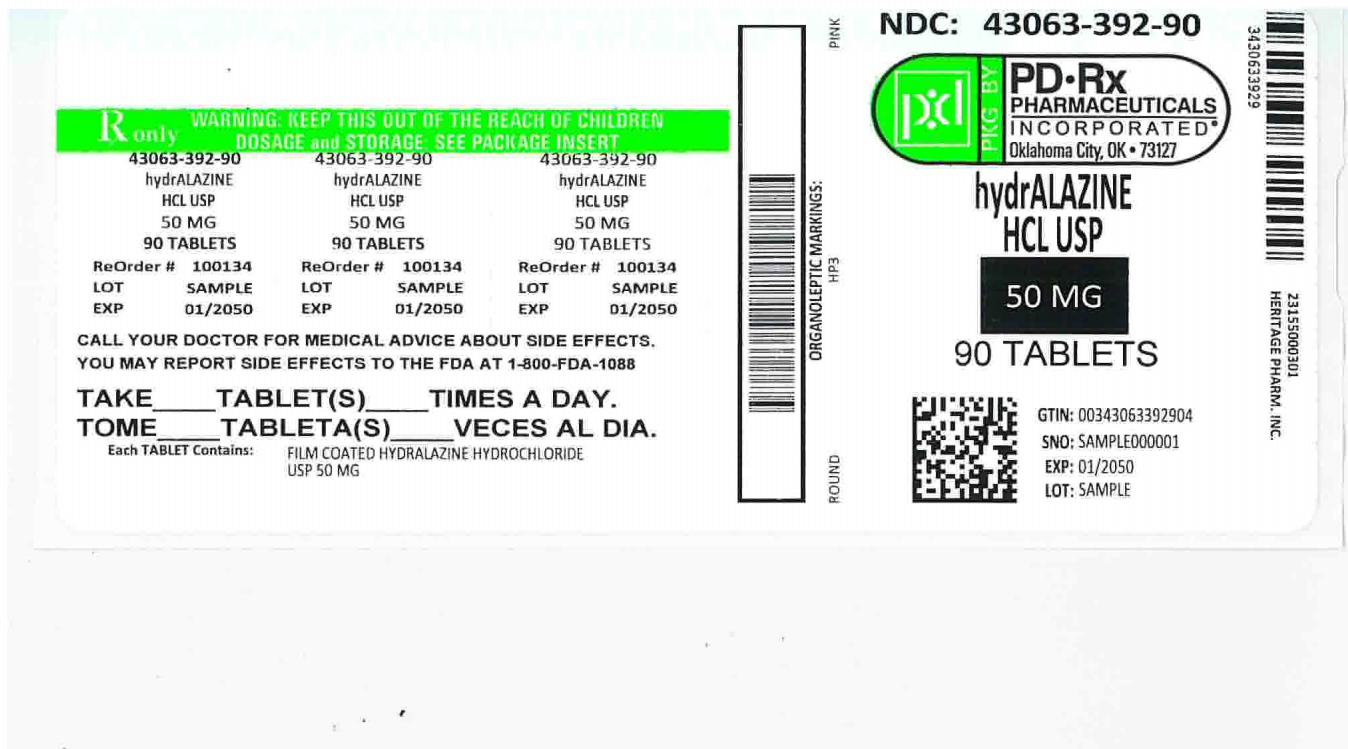 R only
WARNING: KEEP THIS OUT OF THE REACH OF CHILDREN
DOSAGE and STORAGE: SEE PACKAGE INSERT
43063-392-90 43063-392-90 43063-392-90
hydrALAZINE hydrALAZINE hydrALAZINE
HCL USP HCL USP HCL USP
50 MG 50 MG 50 MG
90 TABLETS 90 TABLETS 90 TABLETS
ReOrder # 100134 ReOrder # 100134 ReOrder # 100134
LOT SAMPLE LOT SAMPLE LOT SAMPLE
EXP 01/2050 EXP 01/2050 EXP 01/2050
CALL YOUR DOCTOR FOR MEDICAL ADVICE ABOUT SIDE EFFECTS.
YOU MAY REPORT SIDE EFFECTS TO THE FDA AT 1-800-FDA-1088
TAKE____TABLET(S)____TIMES A DAY.
TOME____TABLETA(S)____VECES AL DIA.
Each TABLET Contains: FILM COATED HYDRALAZINE HYDROCHLORIDE
USP 50 MG
ORGANOLEPTIC MARKINGS:
ROUND HP3 PINK
NDC: 43063-392-90
pd
PKG BY
PD•Rx
PHARMACEUTICALS
INCORPORATED®
Oklahoma City, OK • 73127
hydrALAZINE
HCL USP
50 MG
90 TABLETS
GTIN: 00343063392904
SNO: SAMPLE000001
EXP: 01/2050
LOT: SAMPLE
3430633929
23155000301
HERITAGE PHARM. INC.